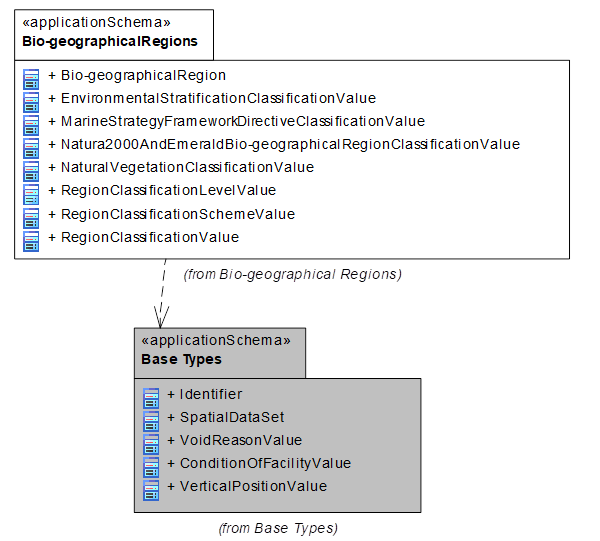 «applicationSchema»
Bio-geographicalRegions
+ Bio-geographicalRegion
+ EnvironmentalStratificationClassificationValue
+ MarineStrategyFrameworkDirectiveClassificationValue
+ Natura2000AndEmeraldBio-geographicalRegionClassificationValue
+ NaturalVegetationClassificationValue
+ RegionClassificationLevelValue
+ RegionClassificationSchemeValue
+ RegionClassificationValue
(from Bio-geographical Regions)
«applicationSchema»
Base Types
+ Identifier
+ SpatialDataSet
+ VoidReasonValue
+ ConditionOfFacilityValue
+ VerticalPositionValue
(from Base Types)